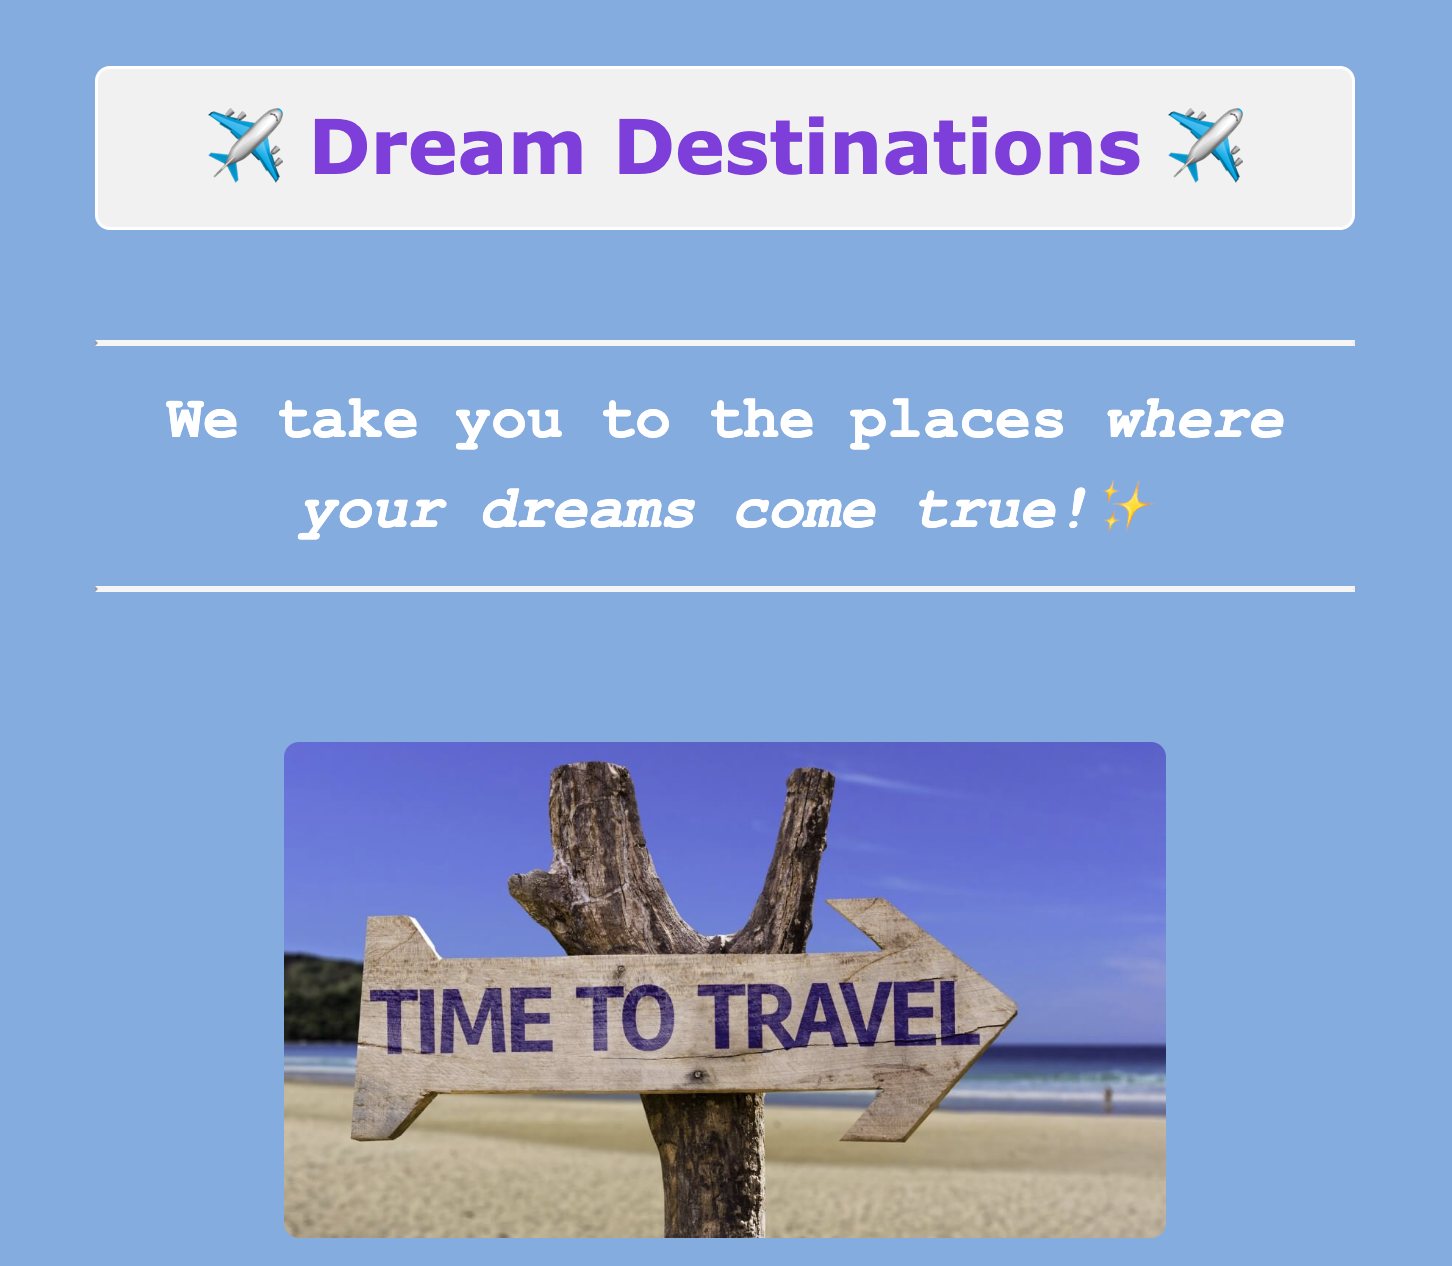 ✈️ Dream Destinations ✈️
We take you to the places where
your dreams come true!✨
TIME TO TRAVEL